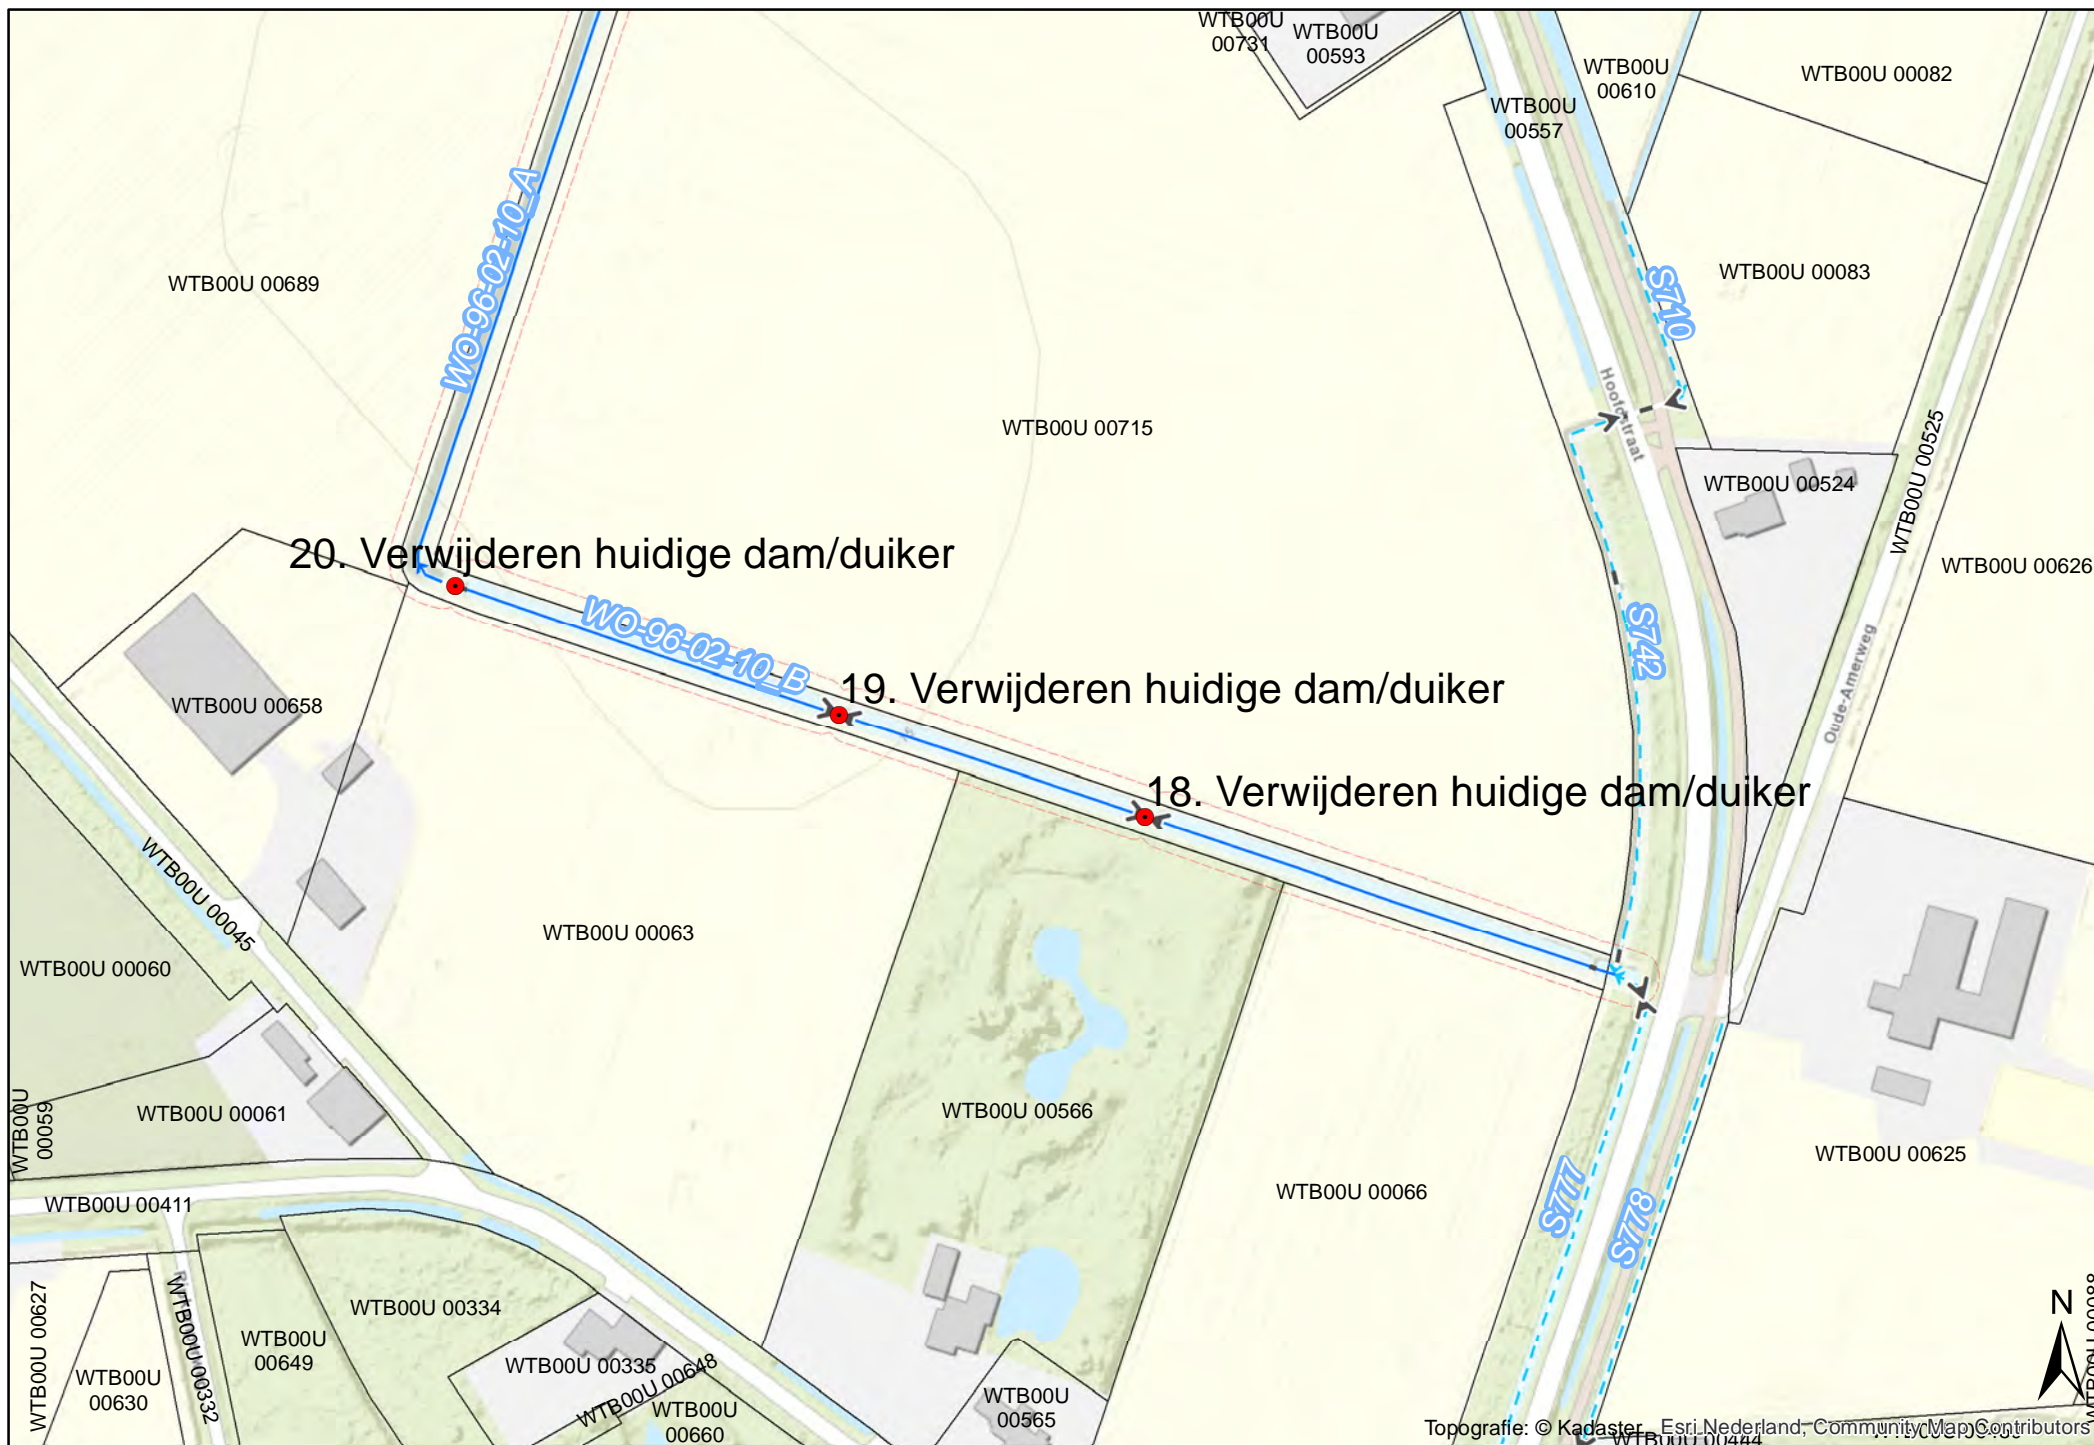 WTB00U
00731
WTB00U
00593
WTB00U
00610
WTB00U 00082
WTB00U
00557
WO-96-02-10_A
WTB00U 00689
WTB00U 00083
S710
Hoofdstraat
WTB00U 00715
WTB00U 00524
WTB00U 00525
WTB00U 00626
20. Verwijderen huidige dam/duiker
WO-96-02-10_B
S742
Oude-Amerweg
19. Verwijderen huidige dam/duiker
WTB00U 00658
18. Verwijderen huidige dam/duiker
WTB00U 00045
WTB00U 00063
WTB00U 00060
WTB00U
00059
WTB00U 00061
WTB00U 00566
WTB00U 00625
WTB00U 00066
S777
S778
WTB00U 00411
WTB00U 00627
WTB00U 00332
WTB00U 00334
WTB00U
00649
WTB00U
00630
WTB00U 00335
WTB00U 00648
WTB00U
00660
WTB00U
00565
N
WTB00U 00088
Topografie: © Kadaster, Esri Nederland, Community Map Contributors
WTB00U 00444